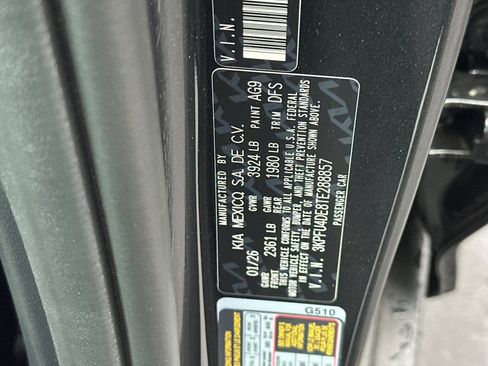 V.I.N.
MANUFACTURED BY
KIA MEXICO S.A. DE C.V.
01/26 GVWR 3924 LB PAINT AG9
GAWR FRONT 2361 LB GAWR REAR 1980 LB TRIM DFS
THIS VEHICLE CONFORMS TO ALL APPLICABLE U.S.A. FEDERAL
MOTOR VEHICLE SAFETY, BUMPER, AND THEFT PREVENTION STANDARDS
IN EFFECT ON THE DATE OF MANUFACTURE SHOWN ABOVE.
V.I.N. 3KPFU4DE8TE288857
PASSENGER CAR
G510